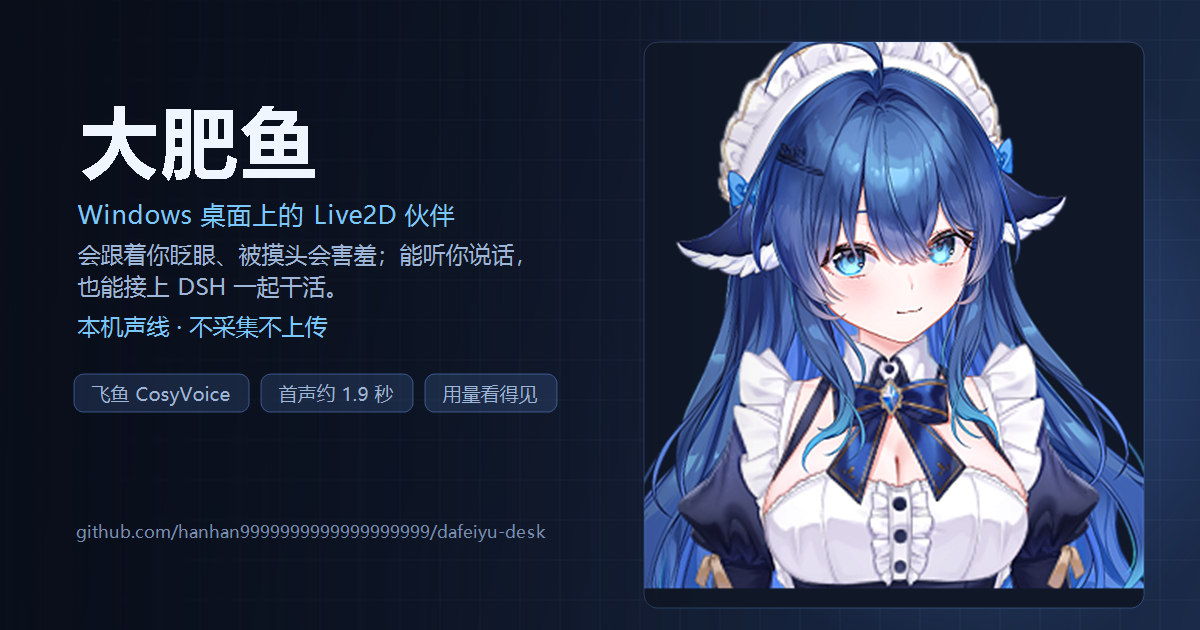 大肥鱼
Windows 桌面上的 Live2D 伙伴
会跟着你眨眼、被摸头会害羞；能听你说话，
也能接上 DSH 一起干活。
本机声线 · 不采集不上传
飞鱼 CosyVoice
首声约 1.9 秒
用量看得见
github.com/hanhan9999999999999999999/dafeiyu-desk